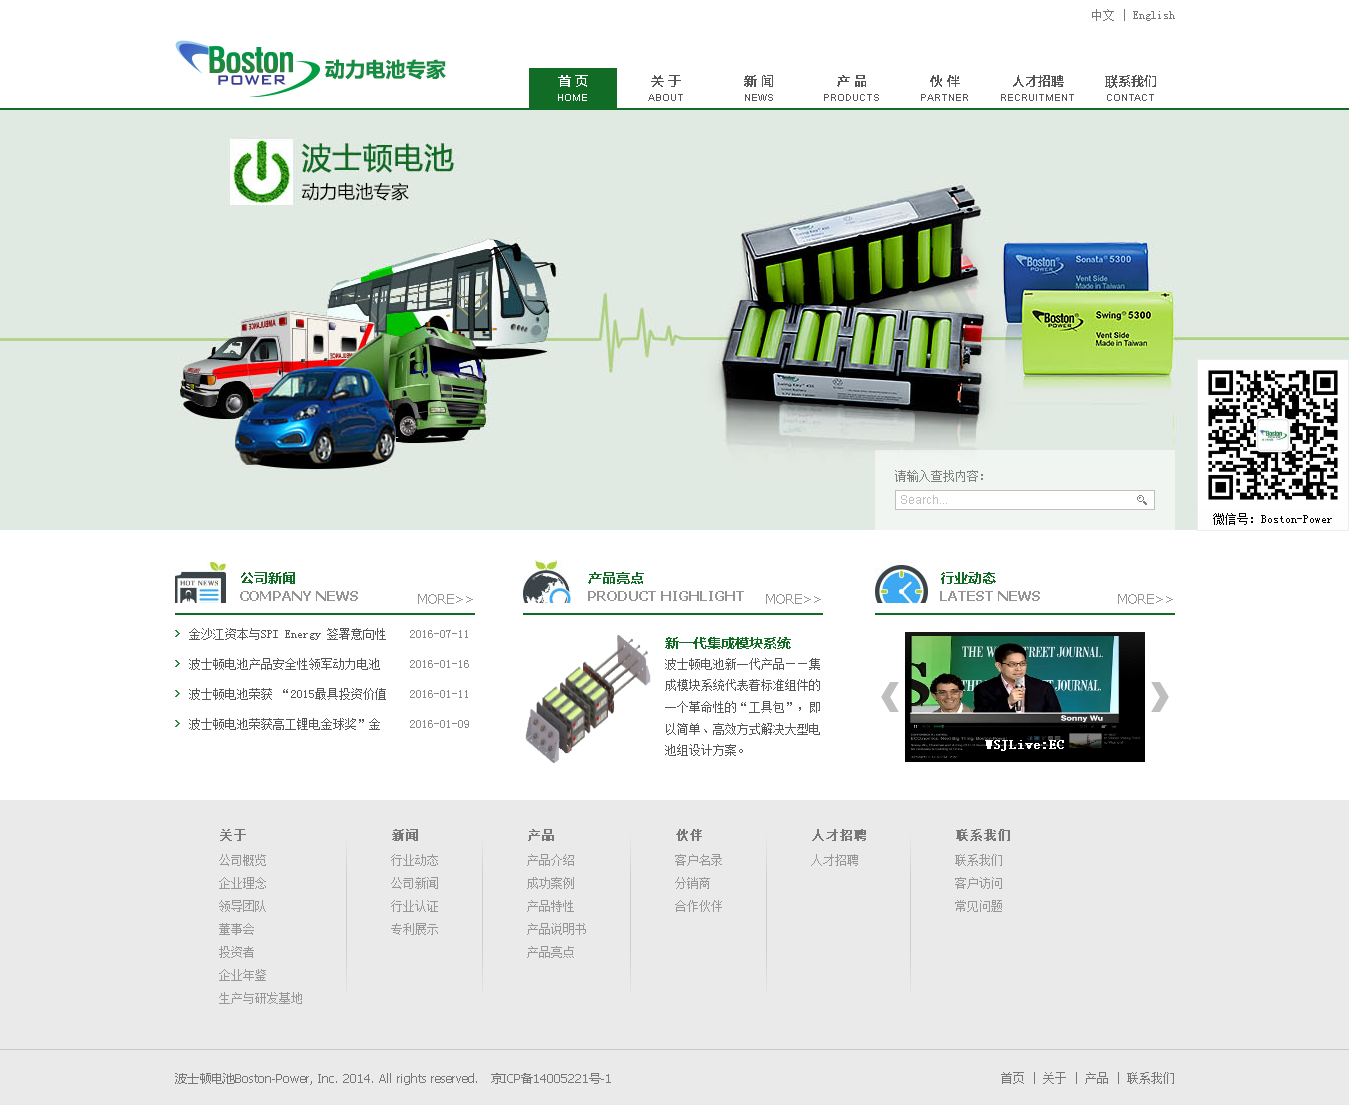 中文 | English
Boston
POWER
动力电池专家
首 页
HOME
关 于
ABOUT
新 闻
NEWS
产 品
PRODUCTS
伙 伴
PARTNER
人才招聘
RECRUITMENT
联系我们
CONTACT
波士顿电池
动力电池专家
AMBULANCE
Swing Key® 435
Boston
POWER
Sonata® 5300
Vent Side
Made in Taiwan
Boston
POWER
Swing® 5300
Vent Side
Made in Taiwan
Boston
微信号: Boston-Power
请输入查找内容:
Search...
HOT NEWS
公司新闻
COMPANY NEWS
MORE>>
金沙江资本与SPI Energy 签署意向性 2016-07-11
波士顿电池产品安全性领军动力电池 2016-01-16
波士顿电池荣获 “2015最具投资价值 2016-01-11
波士顿电池荣获高工锂电金球奖”金 2016-01-09
产品亮点
PRODUCT HIGHLIGHT
MORE>>
新一代集成模块系统
波士顿电池新一代产品——集
成模块系统代表着标准组件的
一个革命性的“工具包”，即
以简单、高效方式解决大型电
池组设计方案。
行业动态
LATEST NEWS
MORE>>
Sonny Wu
WSJLive:EC
关于
公司概览
企业理念
领导团队
董事会
投资者
企业年鉴
生产与研发基地
新闻
行业动态
公司新闻
行业认证
专利展示
产品
产品介绍
成功案例
产品特性
产品说明书
产品亮点
伙伴
客户名录
分销商
合作伙伴
人才招聘
人才招聘
联系我们
联系我们
客户访问
常见问题
波士顿电池Boston-Power, Inc. 2014. All rights reserved. 京ICP备14005221号-1
首页 | 关于 | 产品 | 联系我们